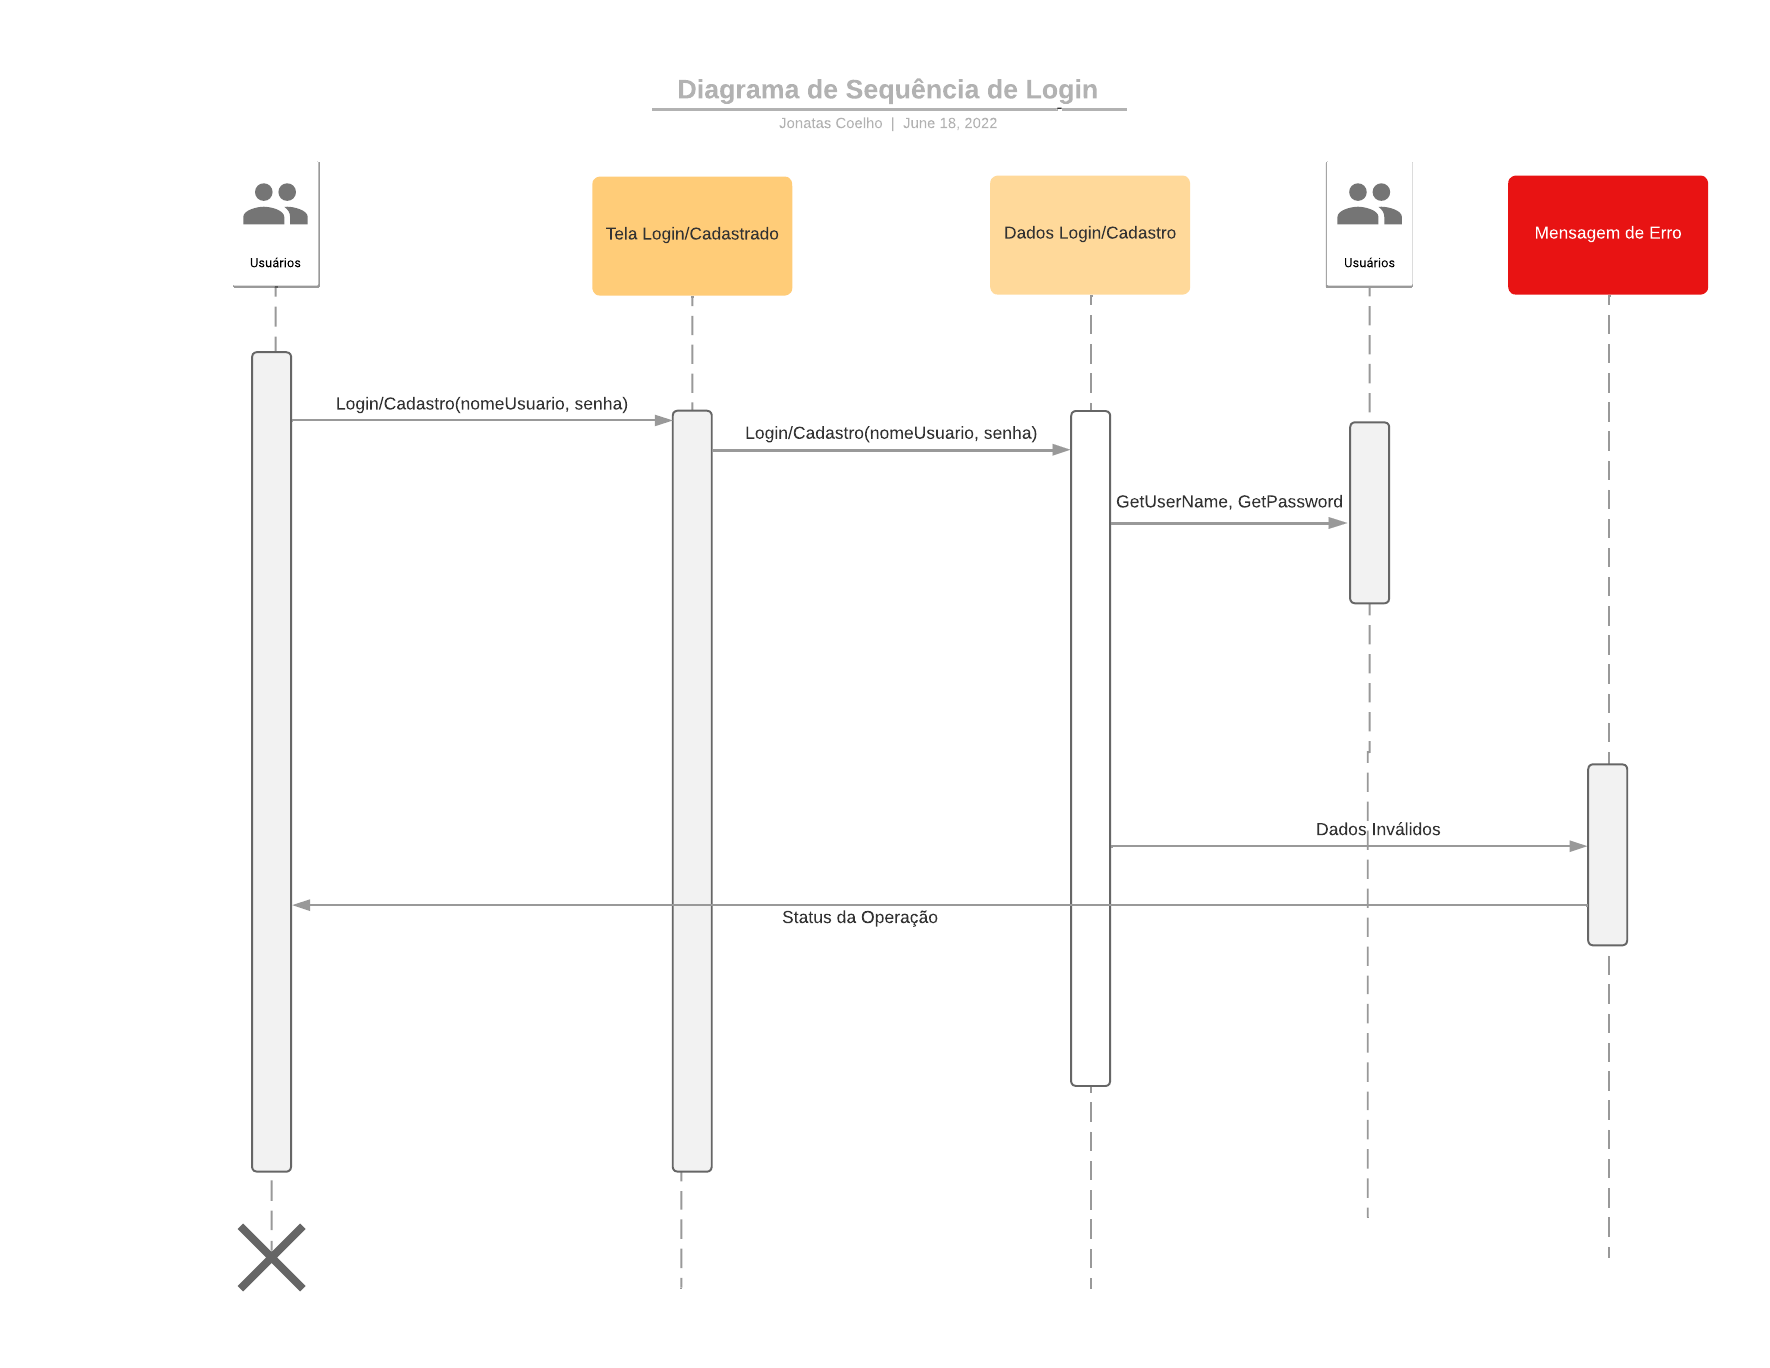 Diagrama de Sequência de Login
Jonatas Coelho | June 18, 2022
Usuários
Tela Login/Cadastrado
Dados Login/Cadastro
Usuários
Mensagem de Erro
Login/Cadastro(nomeUsuario, senha)
Login/Cadastro(nomeUsuario, senha)
GetUserName, GetPassword
Dados Inválidos
Status da Operação